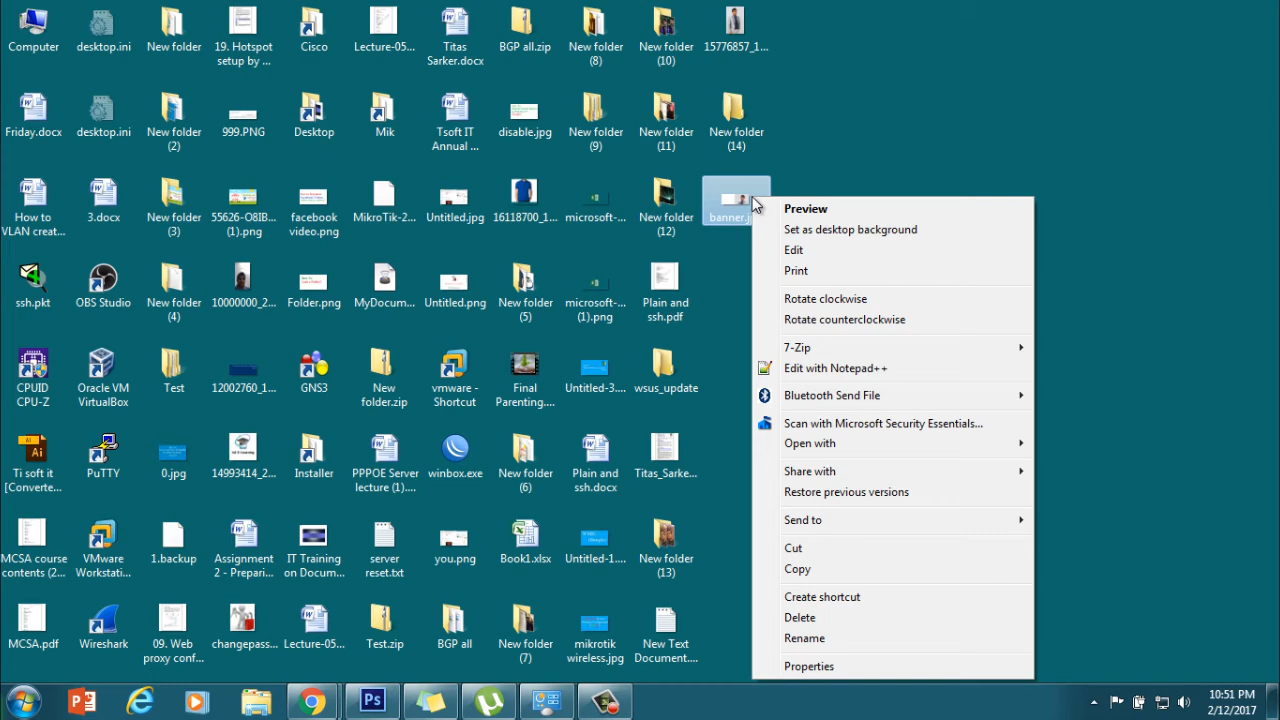 Computer
desktop.ini
New folder
19. Hotspot
setup by ...
Cisco
Lecture-05...
Titas
Sarker.docx
BGP all.zip
New folder
(8)
New folder
(10)
15776857_1...
Friday.docx
desktop.ini
New folder
(2)
999.PNG
Desktop
Mik
Tsoft IT
Annual ...
disable.jpg
New folder
(9)
New folder
(11)
New folder
(14)
How to
VLAN creat...
3.docx
New folder
(3)
55626-O8IB...
(1).png
facebook
video.png
MikroTik-2...
Untitled.jpg
16118700_1...
microsoft-...
New folder
(12)
banner.j
ssh.pkt
OBS Studio
New folder
(4)
10000000_2...
Folder.png
MyDocum...
Untitled.png
New folder
(5)
microsoft-...
(1).png
Plain and
ssh.pdf
CPUID
CPU-Z
Oracle VM
VirtualBox
Test
12002760_1...
GNS3
New
folder.zip
vmware -
Shortcut
Final
Parenting....
Untitled-3....
wsus_update
Ti soft it
[Converte...
PuTTY
0.jpg
14993414_2...
Installer
PPPOE Server
lecture (1)....
winbox.exe
New folder
(6)
Plain and
ssh.docx
Titas_Sarke...
MCSA course
contents (2...
VMware
Workstati...
1.backup
Assignment
2 - Prepari...
IT Training
on Docum...
server
reset.txt
you.png
Book1.xlsx
Untitled-1....
New folder
(13)
MCSA.pdf
Wireshark
09. Web
proxy conf...
changepass...
Lecture-05...
Test.zip
BGP all
New folder
(7)
mikrotik
wireless.jpg
New Text
Document....
Preview
Set as desktop background
Edit
Print
Rotate clockwise
Rotate counterclockwise
7-Zip
Edit with Notepad++
Bluetooth Send File
Scan with Microsoft Security Essentials...
Open with
Share with
Restore previous versions
Send to
Cut
Copy
Create shortcut
Delete
Rename
Properties
10:51 PM
2/12/2017